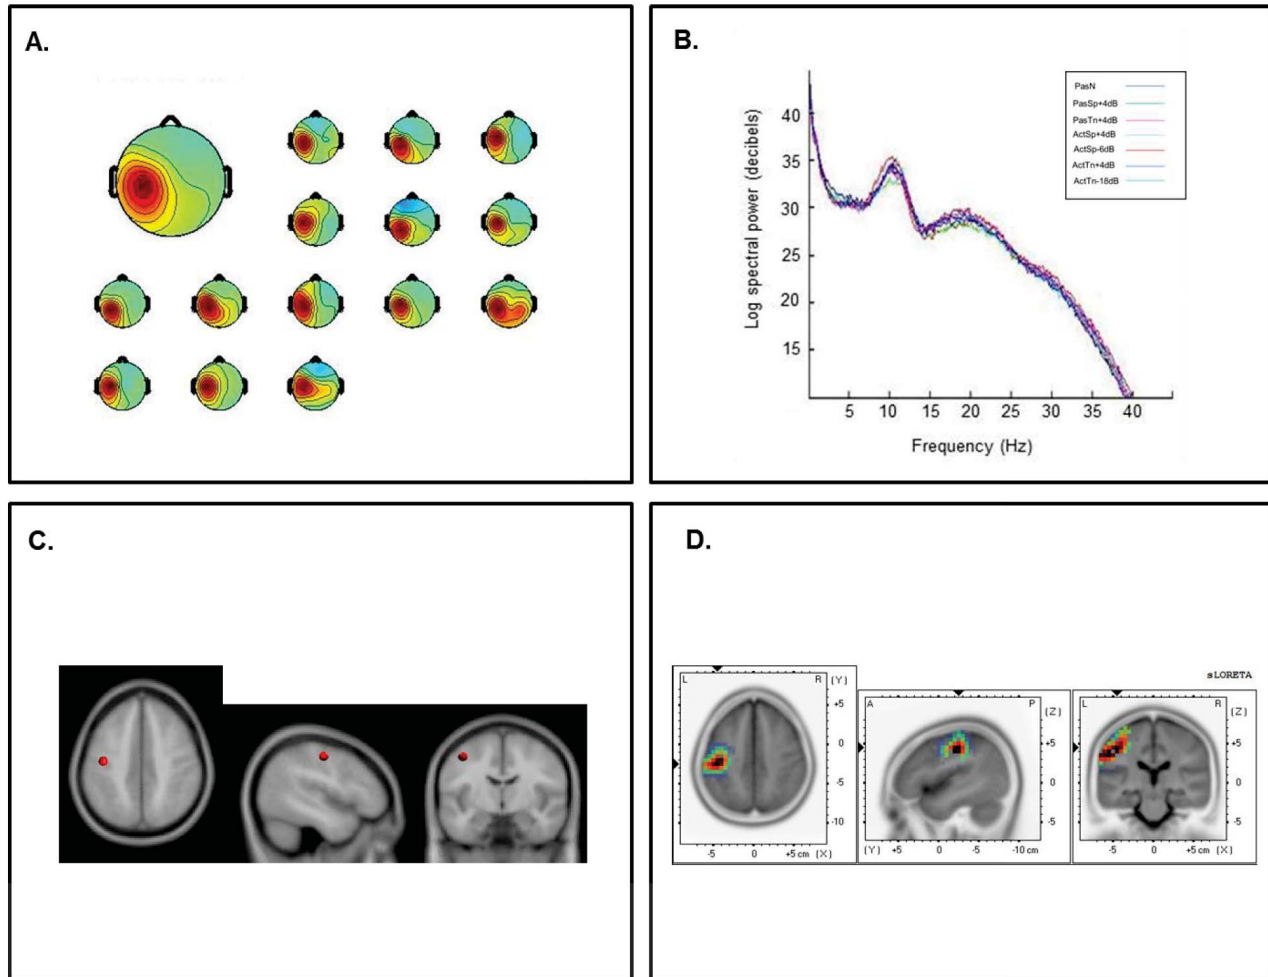 A.
B.
Log spectral power (decibels)
40
35
30
25
20
15
5 10 15 20 25 30 35 40
Frequency (Hz)
PasN
PasSp+4dB
PasTn+4dB
ActSp+4dB
ActSp-6dB
ActTn+4dB
ActTn-18dB
C.
D.
sLORETA
L R (Y)
+5
0
-5
-10
-5 0 +5 cm (X)
A P (Z)
+5
0
-5
(Y) +5 0 -5 -10 cm
L R (Z)
+5
0
-5
-5 0 +5 cm (X)